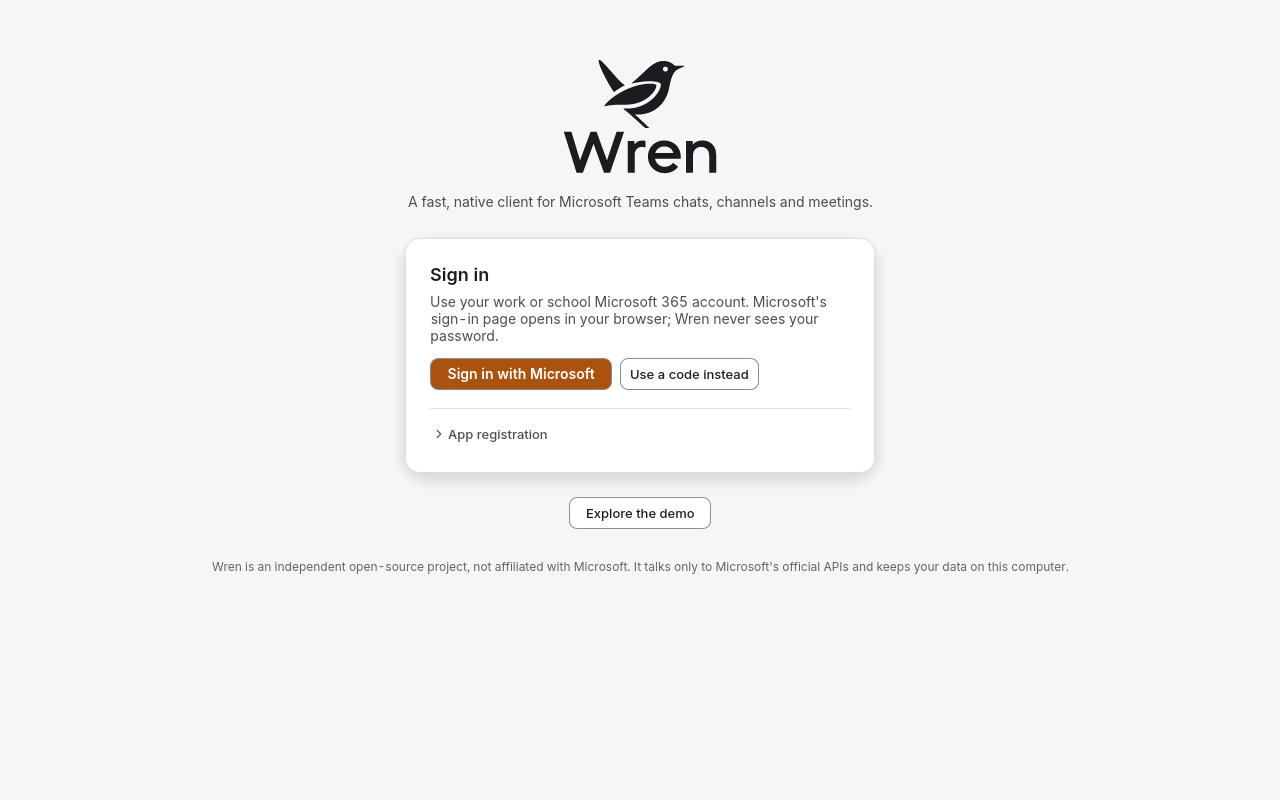 Wren
A fast, native client for Microsoft Teams chats, channels and meetings.
Sign in
Use your work or school Microsoft 365 account. Microsoft's
sign-in page opens in your browser; Wren never sees your
password.
Sign in with Microsoft
Use a code instead
App registration
Explore the demo
Wren is an independent open-source project, not affiliated with Microsoft. It talks only to Microsoft's official APIs and keeps your data on this computer.